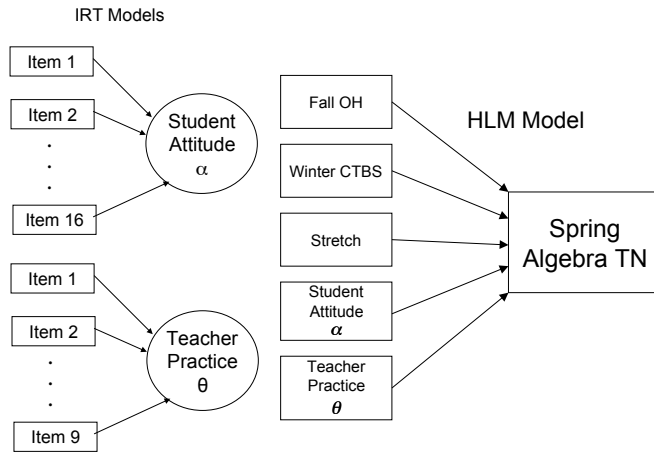 IRT Models
Item 1
Item 2
.
.
.
Item 16
Student
Attitude
α
Item 1
Item 2
.
.
.
Item 9
Teacher
Practice
θ
Fall OH
Winter CTBS
Stretch
Student
Attitude
α
Teacher
Practice
θ
HLM Model
Spring
Algebra TN